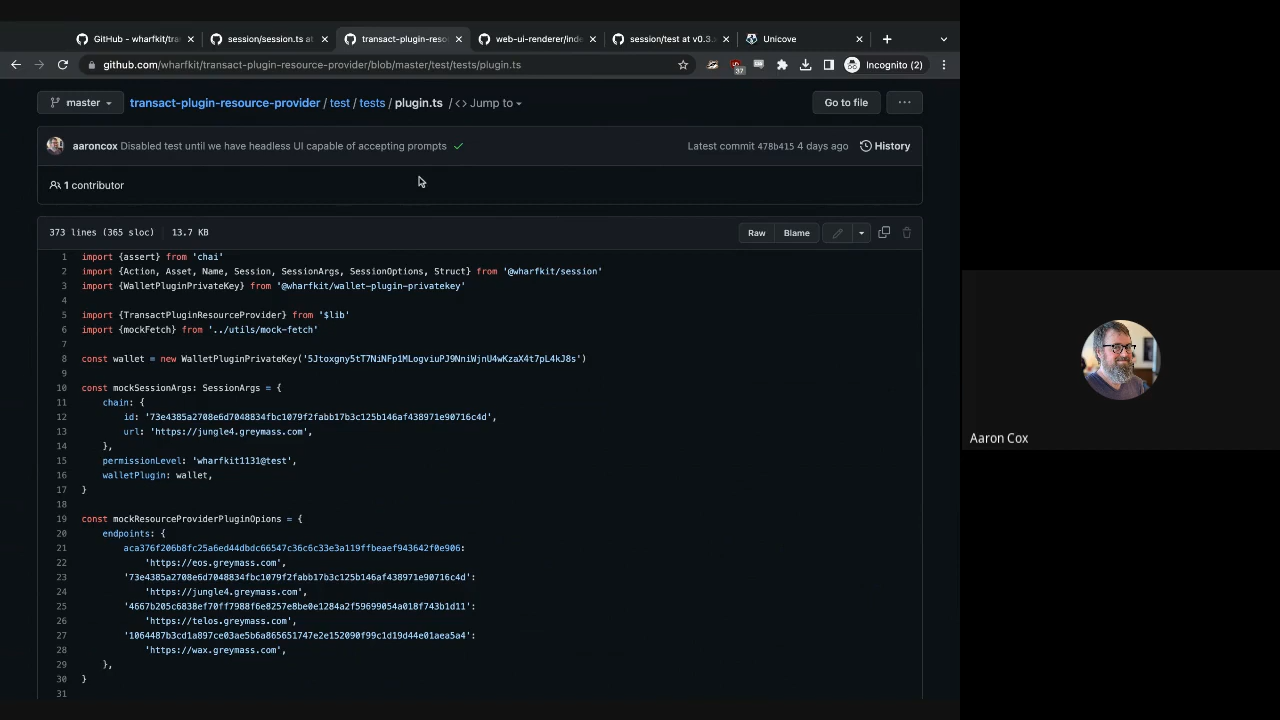 GitHub - wharfkit/tra
session/session.ts at
transact-plugin-reso
web-ui-renderer/inde
session/test at v0.3.
Unicove
github.com/wharfkit/transact-plugin-resource-provider/blob/master/test/tests/plugin.ts
37
Incognito (2)
master
transact-plugin-resource-provider / test / tests / plugin.ts / <> Jump to
Go to file
...
aaroncox Disabled test until we have headless UI capable of accepting prompts
Latest commit 478b415 4 days ago
History
1 contributor
373 lines (365 sloc) | 13.7 KB
Raw
Blame
1 import {assert} from 'chai'
2 import {Action, Asset, Name, Session, SessionArgs, SessionOptions, Struct} from '@wharfkit/session'
3 import {WalletPluginPrivateKey} from '@wharfkit/wallet-plugin-privatekey'
4
5 import {TransactPluginResourceProvider} from '$lib'
6 import {mockFetch} from '../utils/mock-fetch'
7
8 const wallet = new WalletPluginPrivateKey('5Jtoxgny5tT7NiNFp1MLogviuPJ9NniWjnU4wKzaX4t7pL4kJ8s')
9
10 const mockSessionArgs: SessionArgs = {
11 chain: {
12 id: '73e4385a2708e6d7048834fbc1079f2fabb17b3c125b146af438971e90716c4d',
13 url: 'https://jungle4.greymass.com',
14 },
15 permissionLevel: 'wharfkit1131@test',
16 walletPlugin: wallet,
17 }
18
19 const mockResourceProviderPluginOpions = {
20 endpoints: {
21 aca376f206b8fc25a6ed44dbdc66547c36c6c33e3a119ffbeaef943642f0e906:
22 'https://eos.greymass.com',
23 '73e4385a2708e6d7048834fbc1079f2fabb17b3c125b146af438971e90716c4d':
24 'https://jungle4.greymass.com',
25 '4667b205c6838ef70ff7988f6e8257e8be0e1284a2f59699054a018f743b1d11':
26 'https://telos.greymass.com',
27 '1064487b3cd1a897ce03ae5b6a865651747e2e152090f99c1d19d44e01aea5a4':
28 'https://wax.greymass.com',
29 },
30 }
31
Aaron Cox